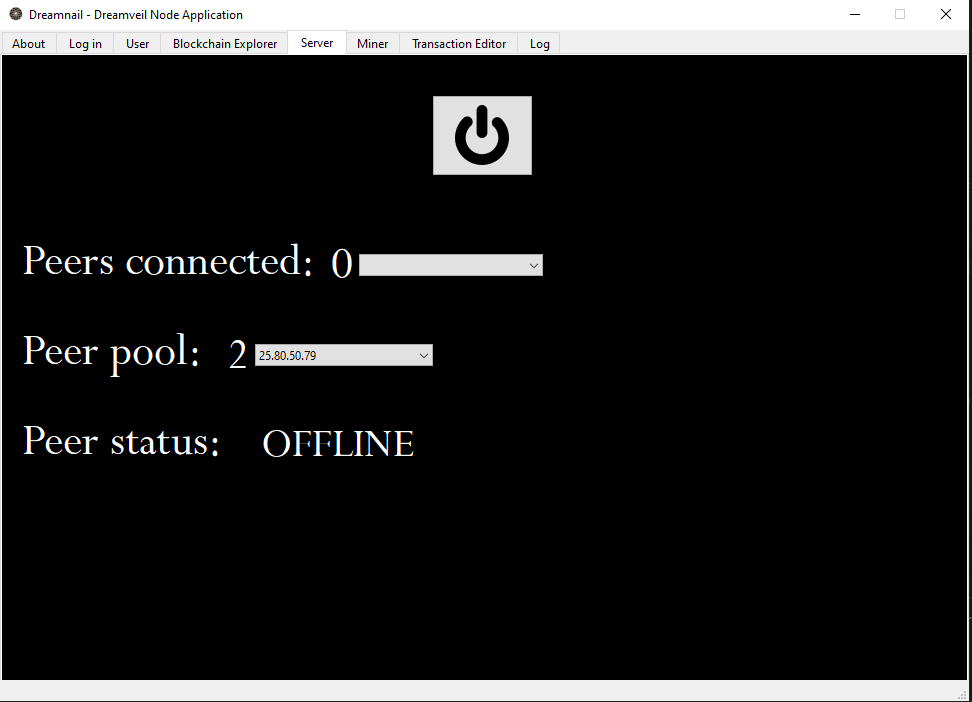 Dreamnail - Dreamveil Node Application
About Log in User Blockchain Explorer Server Miner Transaction Editor Log
Peers connected: 0
Peer pool: 2 25.80.50.79
Peer status: OFFLINE